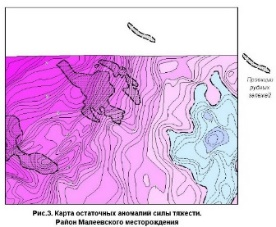 Проекции
рудных
залежей
Рис.3. Карта остаточных аномалий силы тяжести.
Район Малеевского месторождения